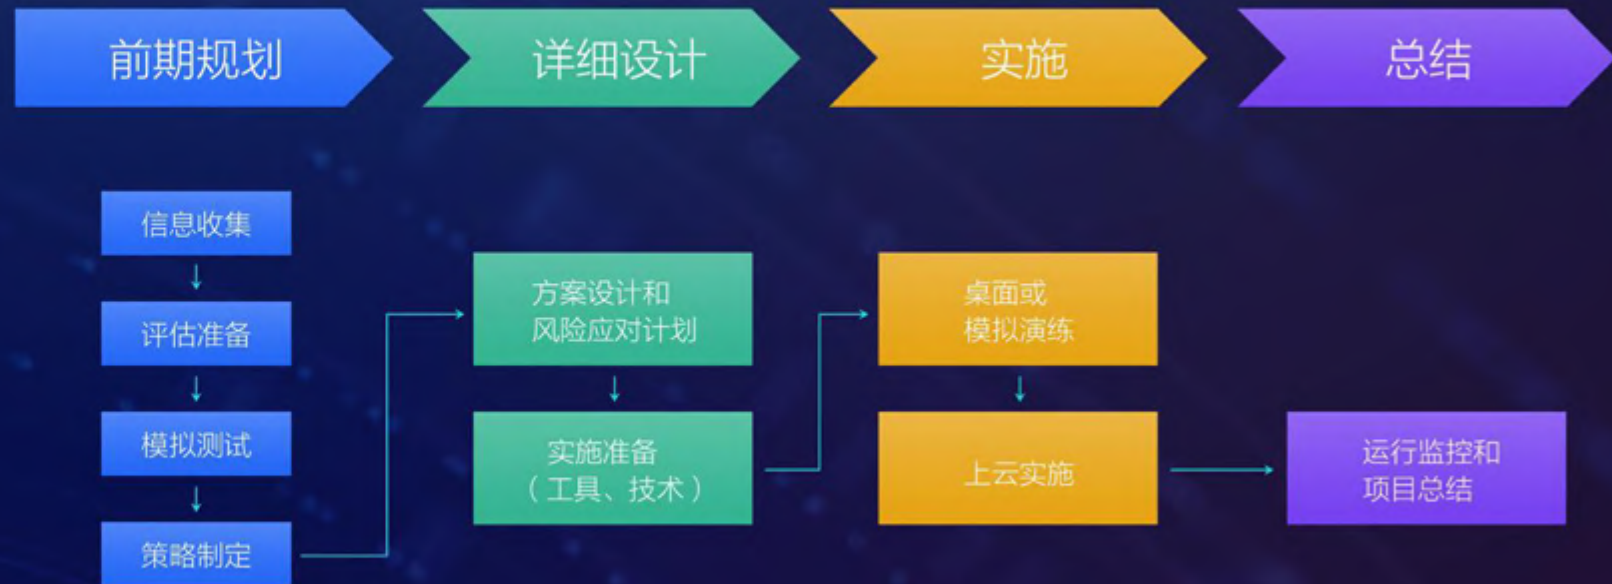 前期规划
详细设计
实施
总结
信息收集
评估准备
模拟测试
策略制定
方案设计和
风险应对计划
实施准备
（工具、技术）
桌面或
模拟演练
上云实施
运行监控和
项目总结